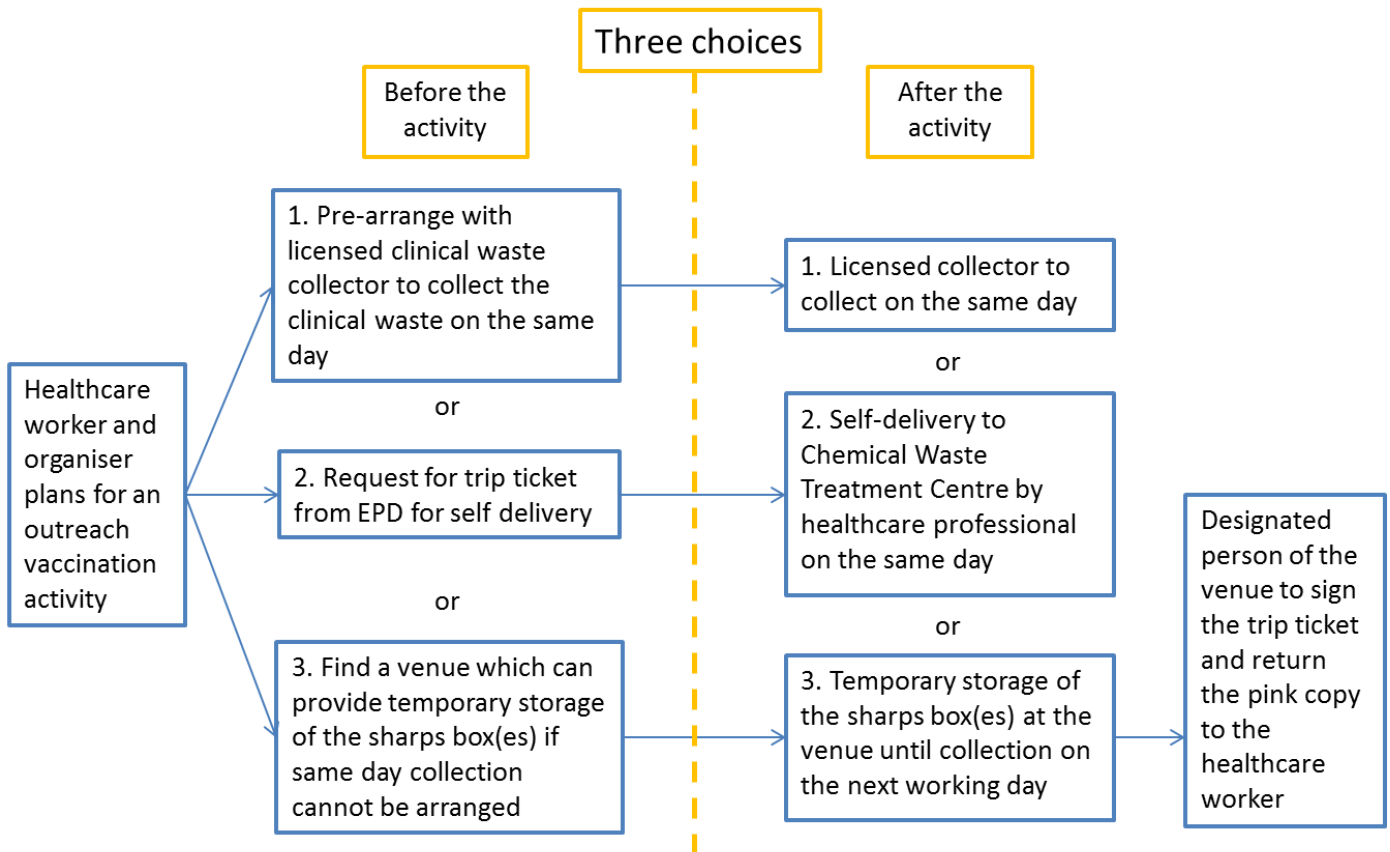 Three choices
Before the
activity
After the
activity
Healthcare
worker and
organiser
plans for an
outreach
vaccination
activity
1. Pre-arrange with
licensed clinical waste
collector to collect the
clinical waste on the same
day
or
2. Request for trip ticket
from EPD for self delivery
or
3. Find a venue which can
provide temporary storage
of the sharps box(es) if
same day collection
cannot be arranged
1. Licensed collector to
collect on the same day
or
2. Self-delivery to
Chemical Waste
Treatment Centre by
healthcare professional
on the same day
or
3. Temporary storage of
the sharps box(es) at the
venue until collection on
the next working day
Designated
person of the
venue to sign
the trip ticket
and return
the pink copy
to the
healthcare
worker